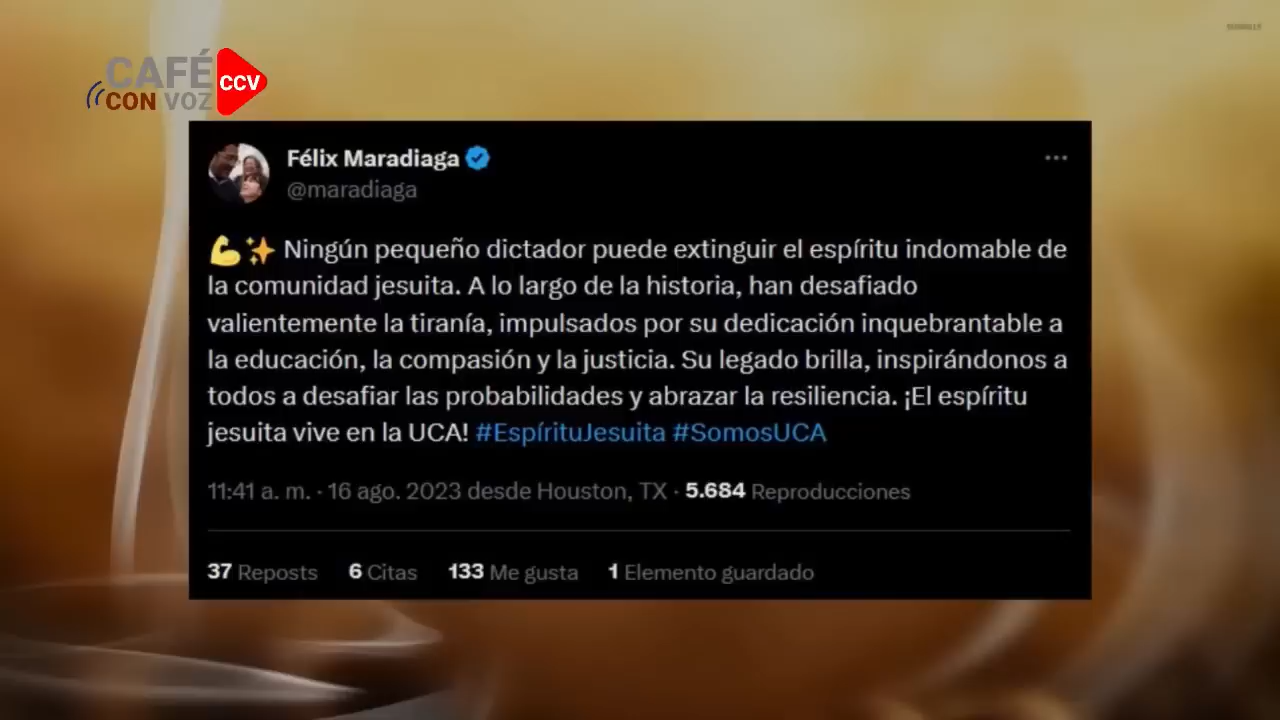 CAFÉ
CON VOZ
CCV
Félix Maradiaga
@maradiaga
💪✨ Ningún pequeño dictador puede extinguir el espíritu indomable de
la comunidad jesuita. A lo largo de la historia, han desafiado
valientemente la tiranía, impulsados por su dedicación inquebrantable a
la educación, la compasión y la justicia. Su legado brilla, inspirándonos a
todos a desafiar las probabilidades y abrazar la resiliencia. ¡El espíritu
jesuita vive en la UCA! #EspírituJesuita #SomosUCA
11:41 a. m. · 16 ago. 2023 desde Houston, TX · 5.684 Reproducciones
37 Reposts 6 Citas 133 Me gusta 1 Elemento guardado